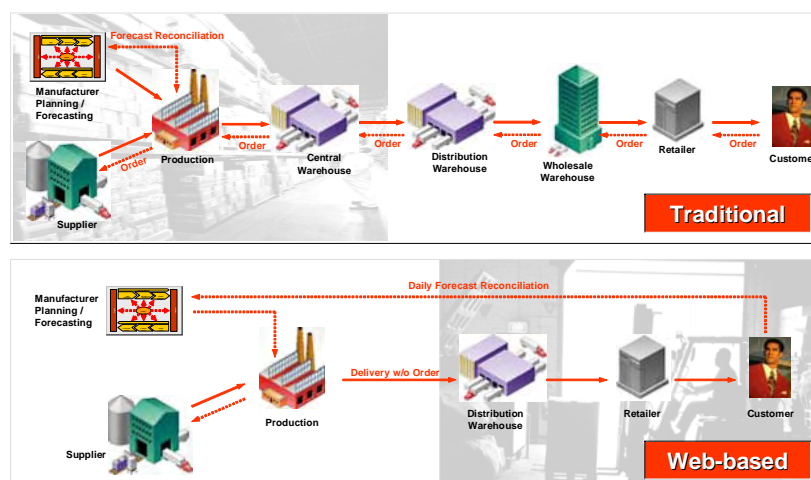 Forecast Reconciliation
Manufacturer
Planning /
Forecasting
Order
Supplier
Production
Order
Central
Warehouse
Order
Distribution
Warehouse
Order
Wholesale
Warehouse
Order
Retailer
Order
Customer
Traditional
Daily Forecast Reconciliation
Manufacturer
Planning /
Forecasting
Supplier
Production
Delivery w/o Order
Distribution
Warehouse
Retailer
Customer
Web-based